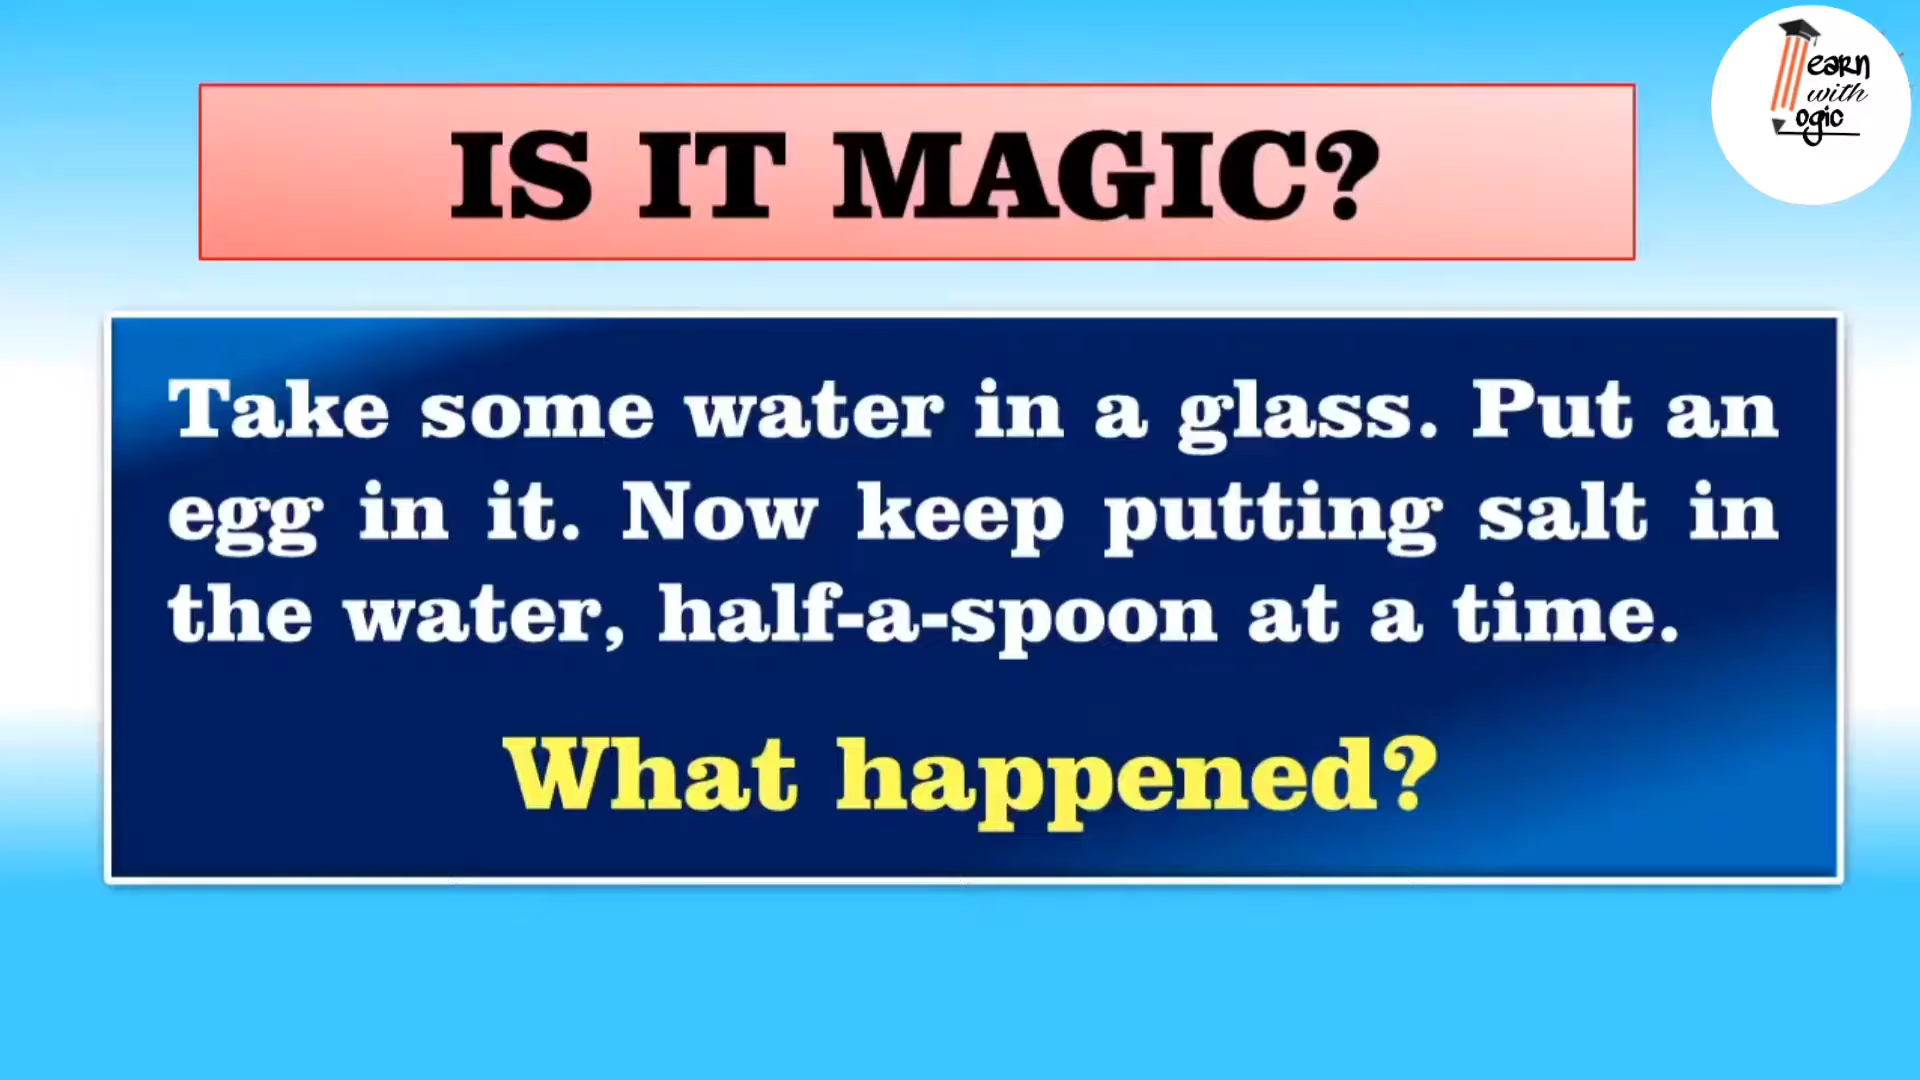 IS IT MAGIC?
earn
with
ogic
Take some water in a glass. Put an
egg in it. Now keep putting salt in
the water, half-a-spoon at a time.
What happened?